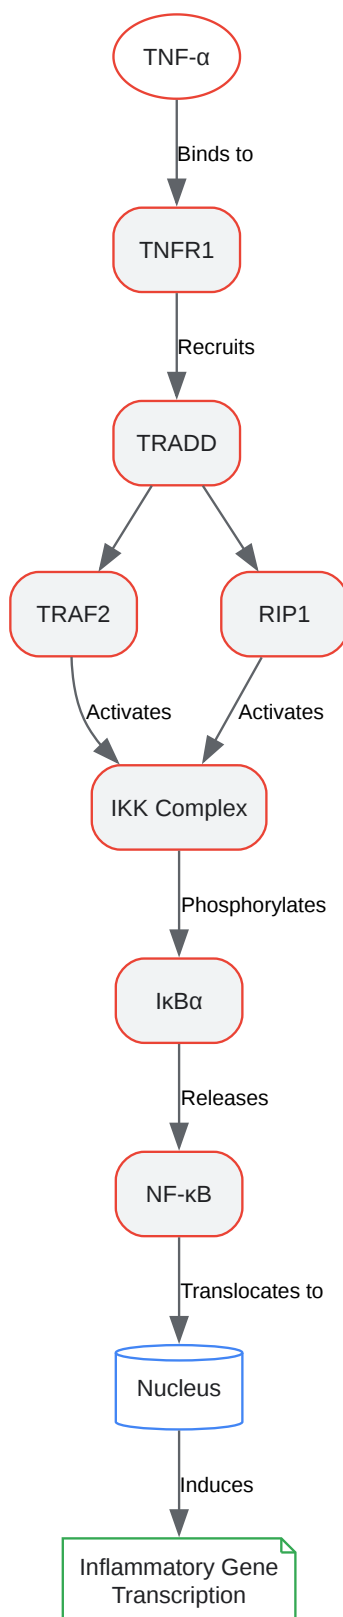 TNF-α
Binds to
TNFR1
Recruits
TRADD
TRAF2
RIP1
Activates
Activates
IKK Complex
Phosphorylates
IκBα
Releases
NF-κB
Translocates to
Nucleus
Induces
Inflammatory Gene
Transcription